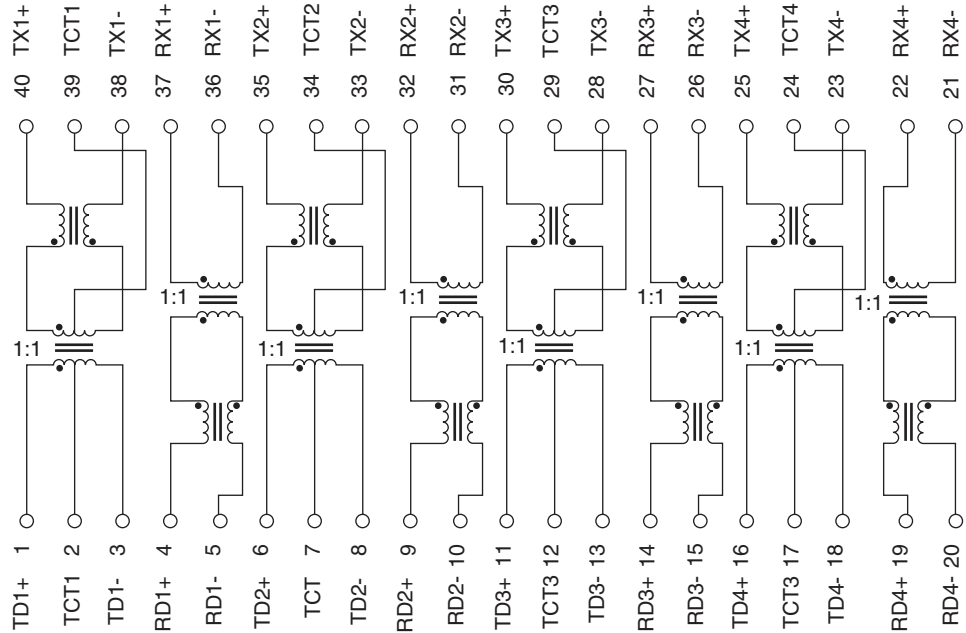 TX1+
TCT1
TX1-
RX1+
RX1-
TX2+
TCT2
TX2-
RX2+
RX2-
TX3+
TCT3
TX3-
RX3+
RX3-
TX4+
TCT4
TX4-
RX4+
RX4-
40
39
38
37
36
35
34
33
32
31
30
29
28
27
26
25
24
23
22
21
1:1
1:1
1:1
1:1
1:1
1:1
1:1
1:1
TD1+ 1
TCT1 2
TD1- 3
RD1+ 4
RD1- 5
TD2+ 6
TCT 7
TD2- 8
RD2+ 9
RD2- 10
TD3+ 11
TCT3 12
TD3- 13
RD3+ 14
RD3- 15
TD4+ 16
TCT3 17
TD4- 18
RD4+ 19
RD4- 20